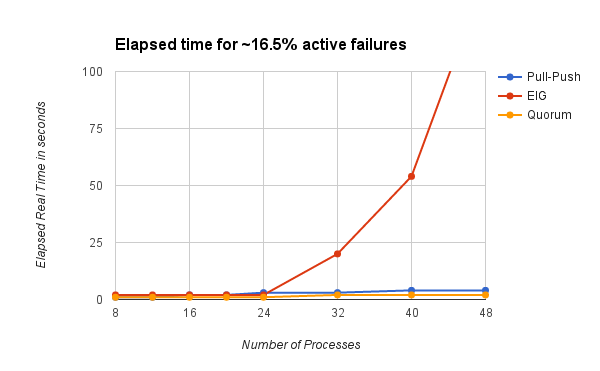 Elapsed time for ~16.5% active failures
100
75
50
25
0
Elapsed Real Time in seconds
8
16
24
32
40
48
Number of Processes
Pull-Push
EIG
Quorum